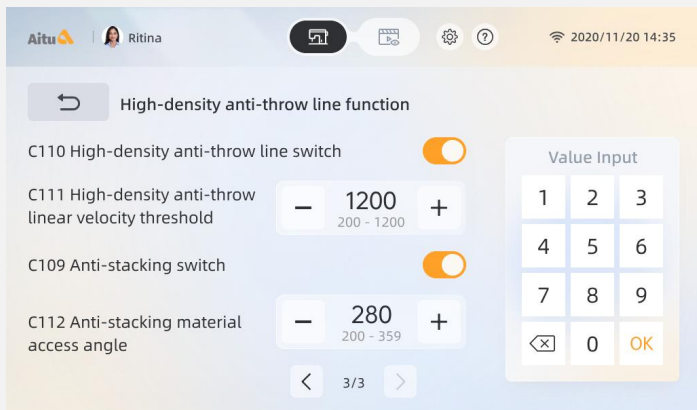 Aitu
Ritina
2020/11/20 14:35
High-density anti-throw line function
C110 High-density anti-throw line switch
C111 High-density anti-throw
linear velocity threshold
− 1200 +
200 - 1200
C109 Anti-stacking switch
C112 Anti-stacking material
access angle
− 280 +
200 - 359
3/3
Value Input
1 2 3
4 5 6
7 8 9
0 OK